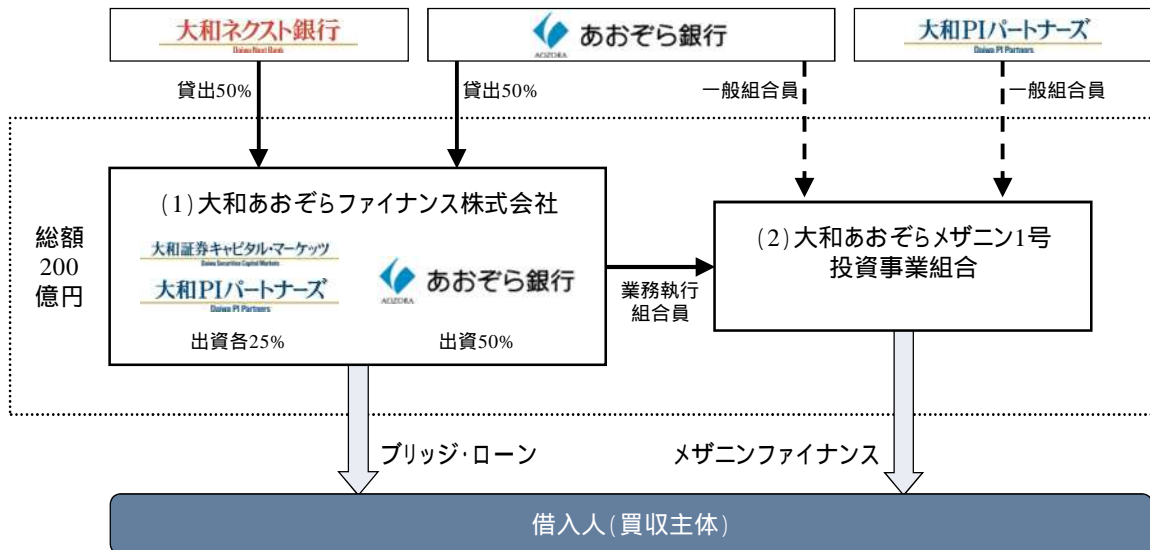 大和ネクスト銀行
Daiwa Next Bank
あおぞら銀行
AOZORA
大和PIパートナーズ
Daiwa PI Partners
貸出50%
貸出50%
一般組合員
一般組合員
総額
200
億円
(1)大和あおぞらファイナンス株式会社
大和証券キャピタル・マーケッツ
Daiwa Securities Capital Markets
大和PIパートナーズ
Daiwa PI Partners
あおぞら銀行
AOZORA
出資各25%
出資50%
業務執行
組合員
(2)大和あおぞらメザニン1号
投資事業組合
ブリッジ・ローン
メザニンファイナンス
借入人(買収主体)